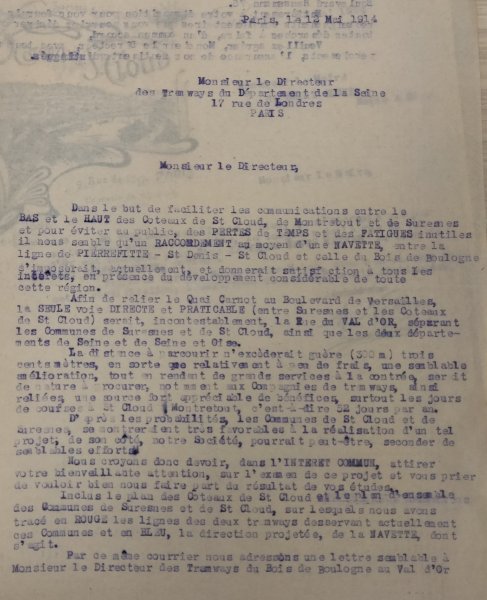 Paris, le 12 Mai 1914
Monsieur le Directeur
des Tramways du Département de la Seine
17 rue de Londres
PARIS
Monsieur le Directeur,
Dans le but de faciliter les communications entre le
BAS et le HAUT des Coteaux de St Cloud, de Montretout et de Suresnes
et pour éviter au public, des PERTES de TEMPS et des FATIGUES inutiles
il nous semble qu'un RACCORDEMENT au moyen d'une NAVETTE, entre la
ligne de PIERREFITTE - St Denis - St Cloud et celle du Bois de Boulogne
s'imposerait, actuellement, et donnerait satisfaction à tous les
intérêts, en présence du développement considérable de toute
cette région.
Afin de relier le Quai Carnot au Boulevard de Versailles,
la SEULE voie DIRECTE et PRATICABLE (entre Suresnes et les Coteaux
de St Cloud) serait, incontestablement, la Rue du VAL D'OR, séparant
les Communes de Suresnes et de St Cloud, ainsi que les deux départe-
ments de Seine et de Seine et Oise.
La distance à parcourir n'excèderait guère (300 m) trois
cents mètres, en sorte que relativement à peu de frais, une semblable
amélioration, tout en rendant de grands services à la contrée, serait
de nature à procurer, notamment aux Compagnies de tramways, ainsi
reliées, une source fort appréciable de bénéfices, surtout les jours
de courses à St Cloud Montretout, c'est-à-dire 52 jours par an.
D'après les probabilités, les Communes de St Cloud et de
Suresnes, se montreraient très favorables à la réalisation d'un tel
projet; de son côté, notre Société, pourrait peut-être, seconder de
semblables efforts.
Nous croyons donc devoir, dans l'INTERET COMMUN, attirer
votre bienveillante attention, sur l'examen de ce projet et vous prier
de vouloir bien nous faire part du résultat de vos études.
Inclus le plan des Coteaux de St Cloud et le plan d'ensemble
des Communes de Suresnes et de St Cloud, sur lesquels nous avons
tracé en ROUGE les lignes des deux tramways desservant actuellement
ces Communes et en BLEU, la direction projetée, de la NAVETTE, dont
s'agit.
Par ce même courrier nous adressons une lettre semblable à
Monsieur le Directeur des Tramways du Bois de Boulogne au Val d'Or